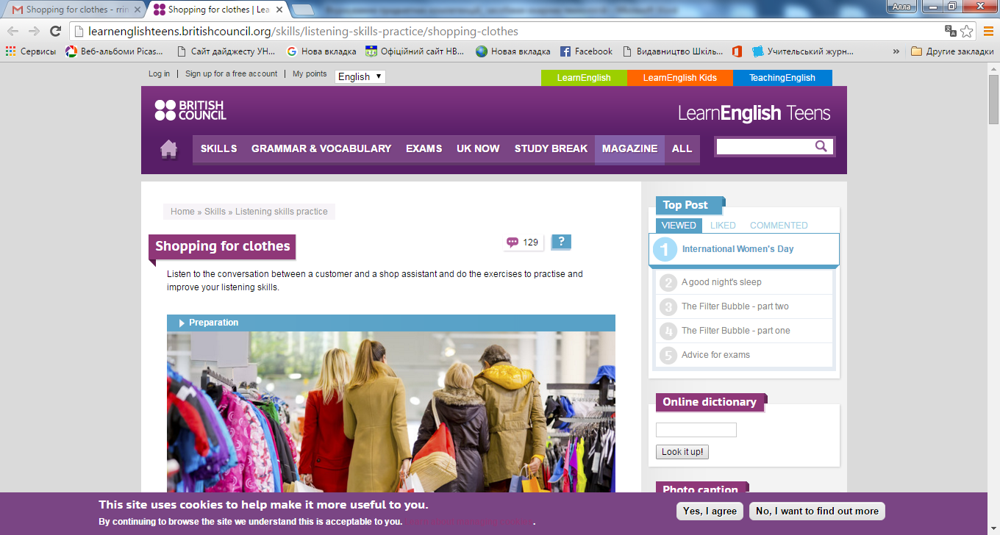 Shopping for clothes - rrin
Shopping for clothes | Lea
Алла
learnenglishteens.britishcouncil.org/skills/listening-skills-practice/shopping-clothes
Сервисы
Веб-альбоми Picas...
Сайт дайджесту УН...
Нова вкладка
Офіційний сайт НВ...
Новая вкладка
Facebook
Видавництво Шкіль...
Учительський журн...
»
Другие закладки
Log in | Sign up for a free account | My points
English
LearnEnglish
LearnEnglish Kids
TeachingEnglish
BRITISH
COUNCIL
LearnEnglish Teens
SKILLS
GRAMMAR & VOCABULARY
EXAMS
UK NOW
STUDY BREAK
MAGAZINE
ALL
Home » Skills » Listening skills practice
Shopping for clothes
129
?
Listen to the conversation between a customer and a shop assistant and do the exercises to practise and
improve your listening skills.
Preparation
Top Post
VIEWED
LIKED
COMMENTED
1 International Women's Day
2 A good night's sleep
3 The Filter Bubble - part two
4 The Filter Bubble - part one
5 Advice for exams
Online dictionary
Look it up!
Photo caption
This site uses cookies to help make it more useful to you.
By continuing to browse the site we understand this is acceptable to you.
Yes, I agree
No, I want to find out more